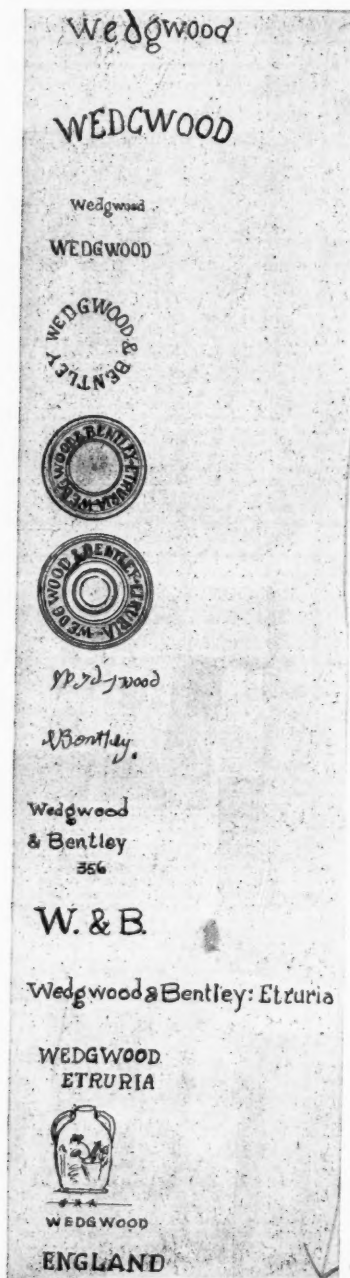 Wedgwood
WEDCWOOD
Wedgwood
WEDGWOOD
WEDGWOOD & BENTLEY
WEDGWOOD & BENTLEY-ETRURIA-
WEDGWOOD & BENTLEY-ETRURIA-
Wedgwood
Bentley.
Wedgwood
& Bentley
356
W. & B.
Wedgwood & Bentley: Etruria
WEDGWOOD
ETRURIA
WEDGWOOD
ENGLAND